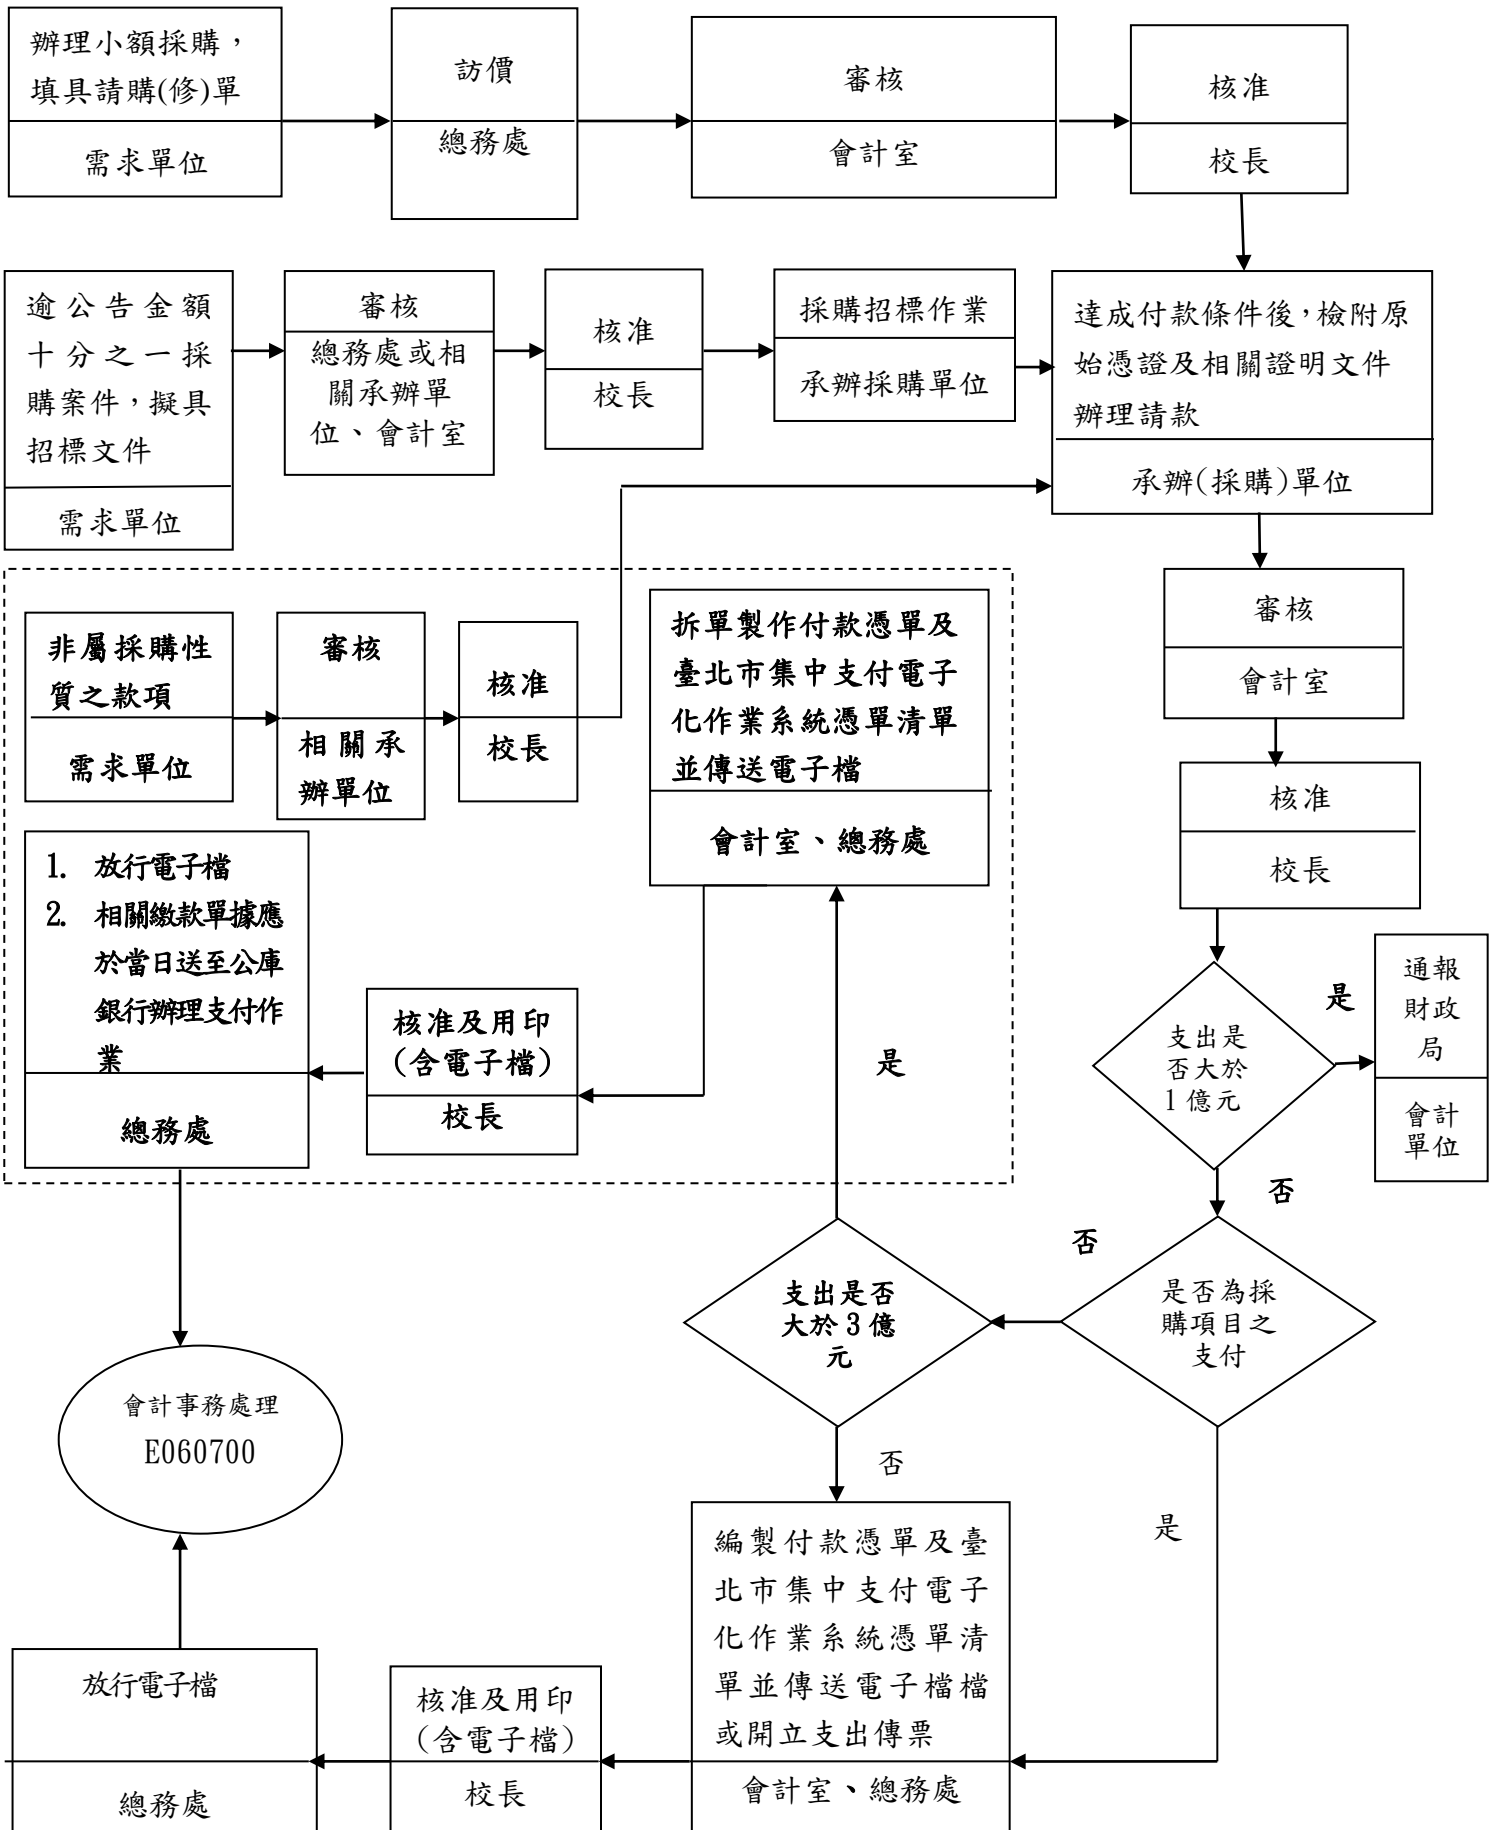 辦理小額採購，
填具請購(修)單
需求單位
訪價
總務處
審核
會計室
核准
校長
逾公告金額
十分之一採
購案件，擬具
招標文件
需求單位
審核
總務處或相
關承辦單
位、會計室
核准
校長
採購招標作業
承辦採購單位
達成付款條件後，檢附原
始憑證及相關證明文件
辦理請款
承辦(採購)單位
審核
會計室
核准
校長
非屬採購性
質之款項
需求單位
審核
相關承
辦單位
核准
校長
拆單製作付款憑單及
臺北市集中支付電子
化作業系統憑單清單
並傳送電子檔
會計室、總務處
1. 放行電子檔
2. 相關繳款單據應
於當日送至公庫
銀行辦理支付作
業
總務處
核准及用印
(含電子檔)
校長
是
支出是
否大於
1億元
是
通報
財政
局
會計
單位
否
是否為採
購項目之
支付
否
支出是否
大於3億
元
否
是
會計事務處理
E060700
編製付款憑單及臺
北市集中支付電子
化作業系統憑單清
單並傳送電子檔檔
或開立支出傳票
會計室、總務處
核准及用印
(含電子檔)
校長
放行電子檔
總務處